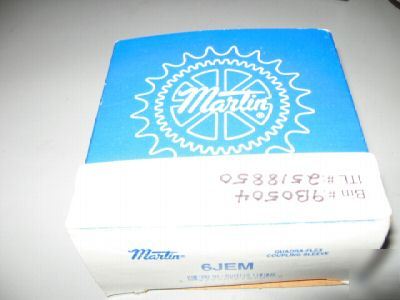 Martin
Bin # 9B0504
ITL # 2518850
Martin
6JEM
QUADRA-FLEX
COUPLING SLEEVE